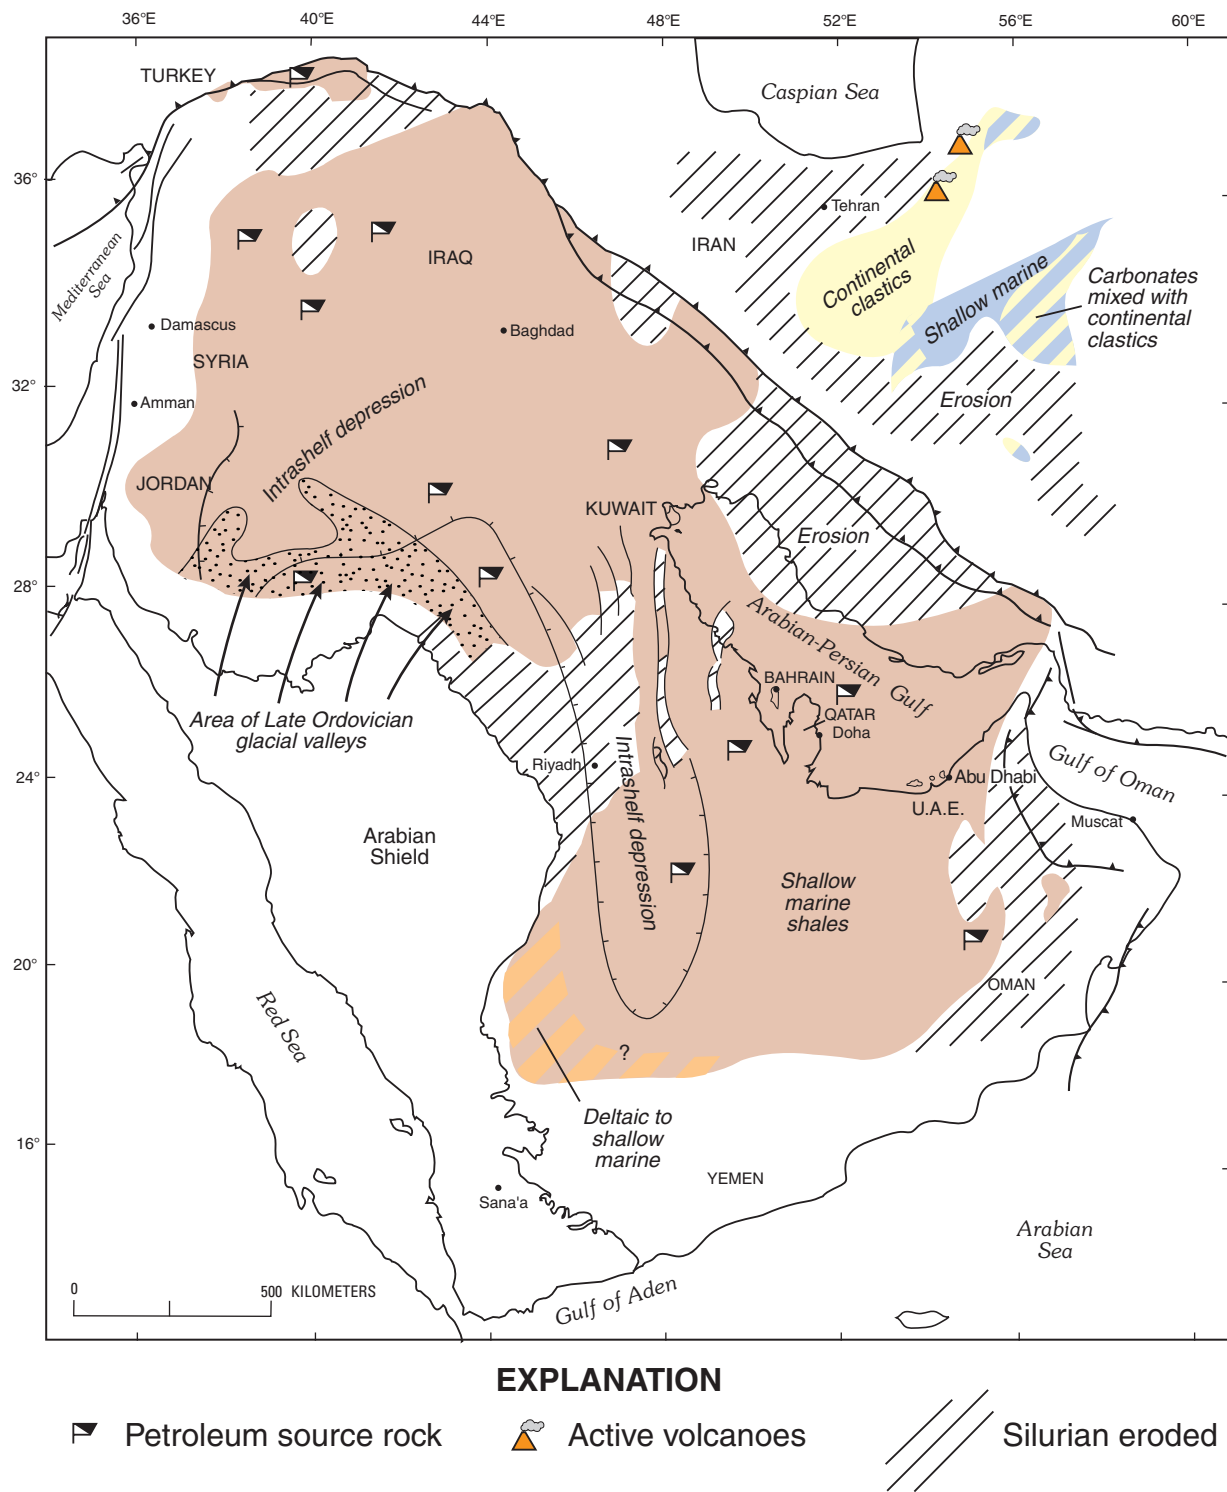 36°E
40°E
44°E
48°E
52°E
56°E
60°E
TURKEY
Caspian Sea
36°
Tehran
Mediterranean
Sea
IRAN
IRAQ
Continental
clastics
Shallow marine
Carbonates
mixed with
continental
clastics
Damascus
Baghdad
SYRIA
32°
Amman
Intrashelf depression
Erosion
JORDAN
KUWAIT
Erosion
28°
Arabian-Persian Gulf
BAHRAIN
QATAR
Doha
Area of Late Ordovician
glacial valleys
Riyadh
Intrashelf depression
24°
Abu Dhabi
Gulf of Oman
U.A.E.
Muscat
Arabian
Shield
Shallow
marine
shales
20°
OMAN
Red Sea
?
Deltaic to
shallow
marine
16°
YEMEN
Sana'a
Arabian
Sea
0
500 KILOMETERS
Gulf of Aden
EXPLANATION
Petroleum source rock
Active volcanoes
Silurian eroded